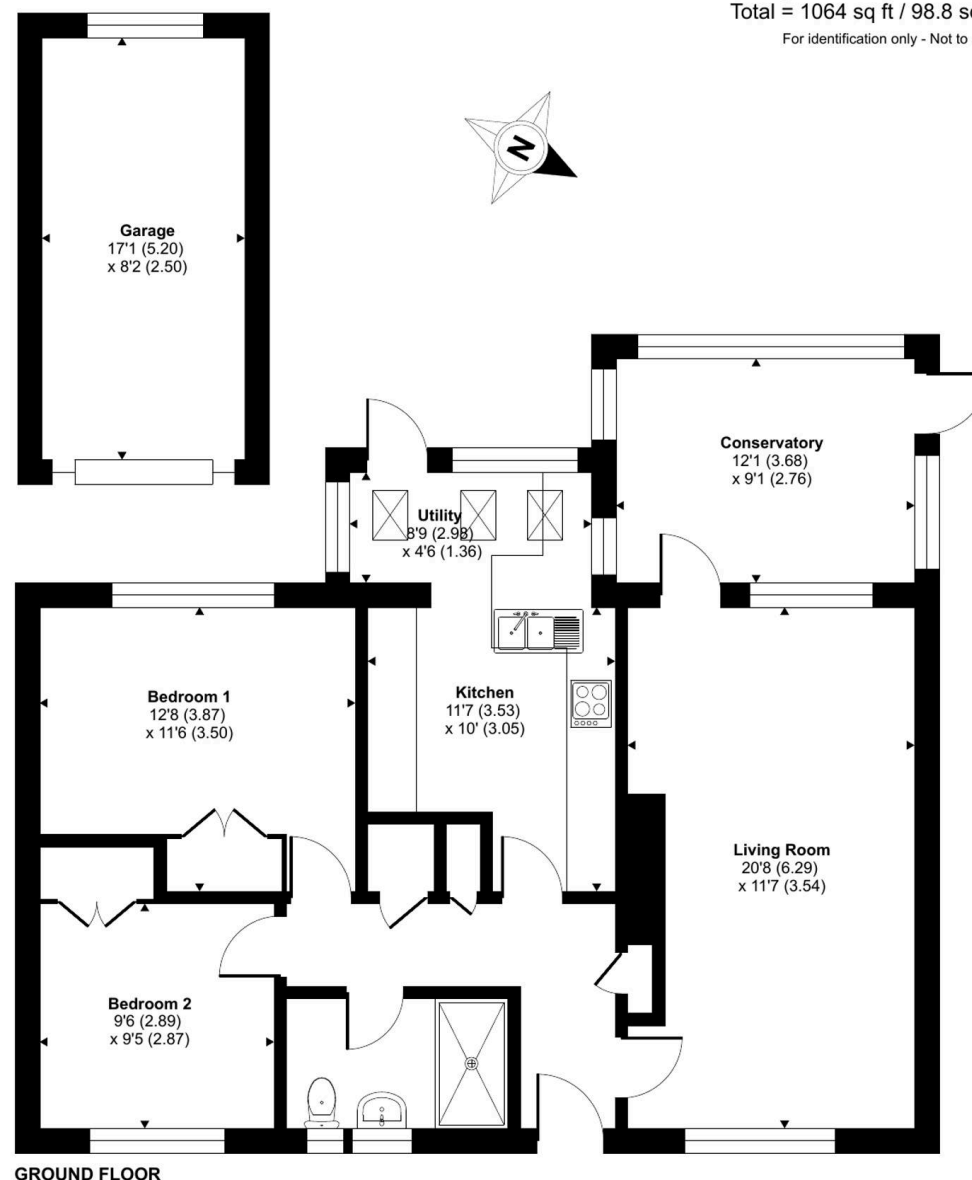 Total = 1064 sq ft / 98.8 s
For identification only - Not to
N
Garage
17'1 (5.20)
x 8'2 (2.50)
Conservatory
12'1 (3.68)
x 9'1 (2.76)
Utility
8'9 (2.98)
x 4'6 (1.36)
Bedroom 1
12'8 (3.87)
x 11'6 (3.50)
Kitchen
11'7 (3.53)
x 10' (3.05)
Living Room
20'8 (6.29)
x 11'7 (3.54)
Bedroom 2
9'6 (2.89)
x 9'5 (2.87)
GROUND FLOOR